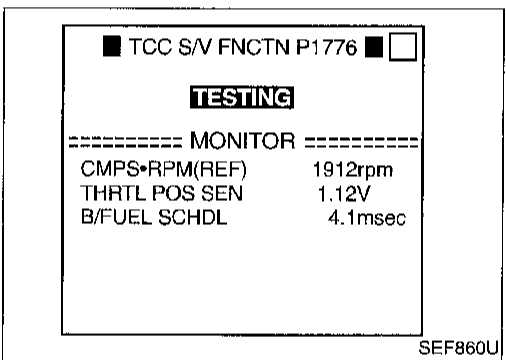 ■ TCC S/V FNCTN P1776 ■ □
TESTING
========== MONITOR ==========
CMPS•RPM(REF) 1912rpm
THRTL POS SEN 1.12V
B/FUEL SCHDL 4.1msec
SEF860U